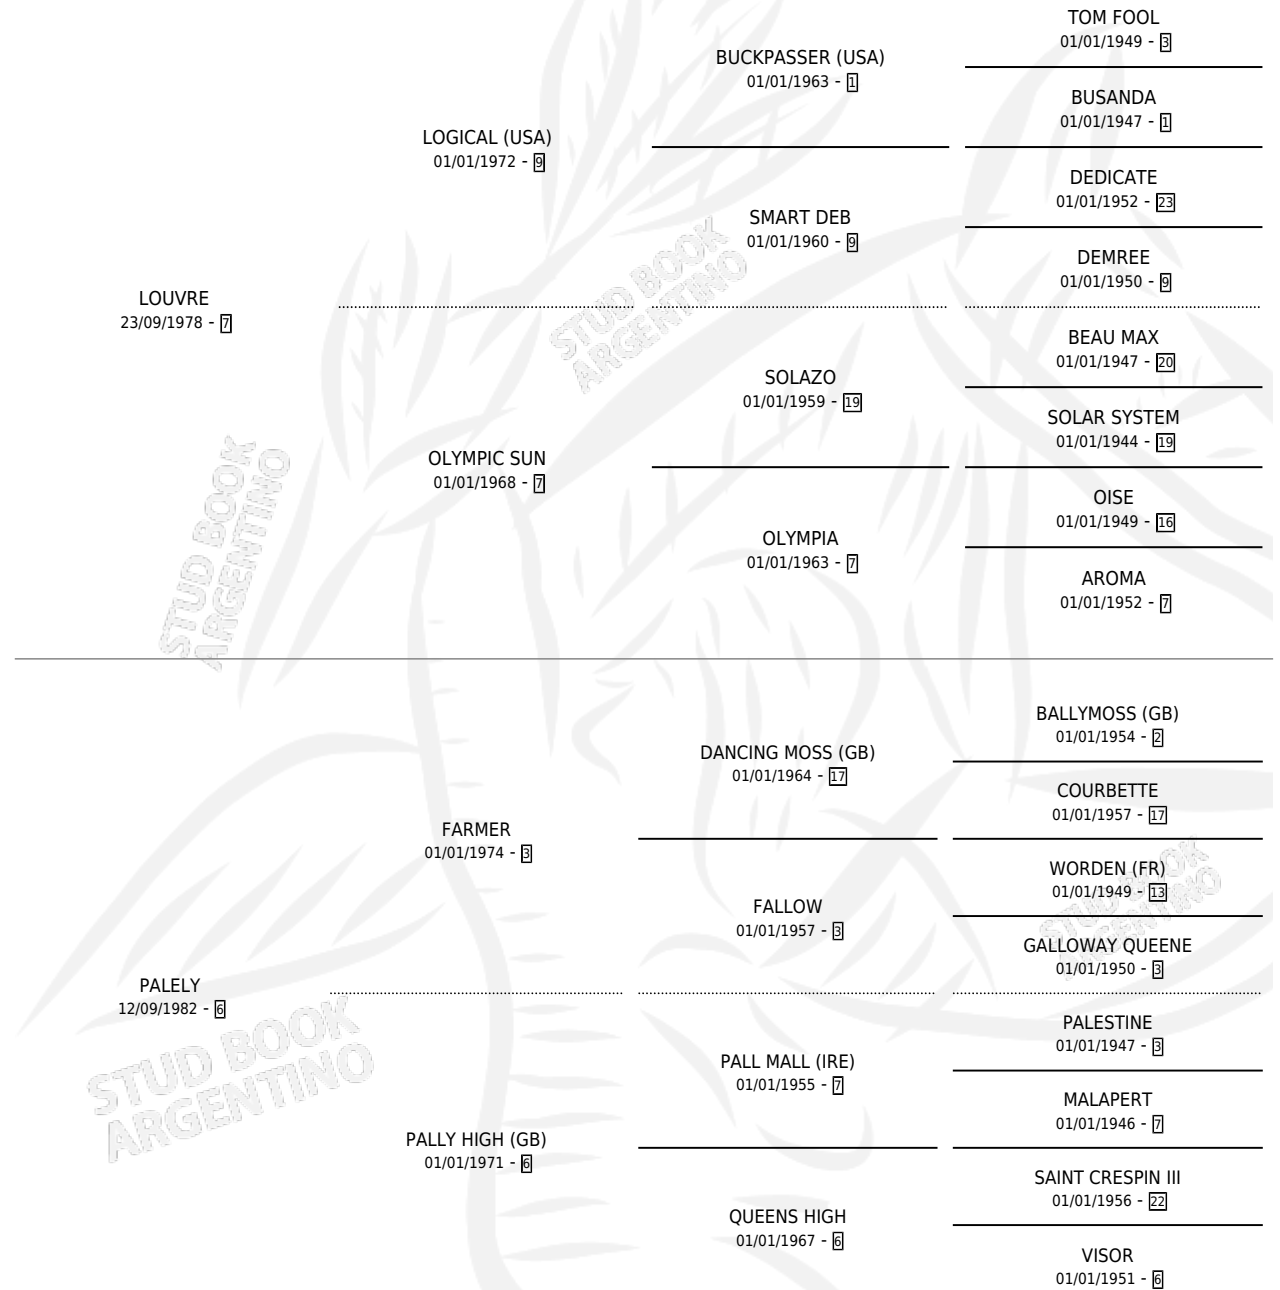 TOM FOOL
01/01/1949 - 3
BUCKPASSER (USA)
01/01/1963 - 1
BUSANDA
01/01/1947 - 1
LOGICAL (USA)
01/01/1972 - 9
DEDICATE
01/01/1952 - 23
SMART DEB
01/01/1960 - 9
DEMREE
01/01/1950 - 9
LOUVRE
23/09/1978 - 7
BEAU MAX
01/01/1947 - 20
SOLAZO
01/01/1959 - 19
SOLAR SYSTEM
01/01/1944 - 19
OLYMPIC SUN
01/01/1968 - 7
OISE
01/01/1949 - 16
OLYMPIA
01/01/1963 - 7
AROMA
01/01/1952 - 7
BALLYMOSS (GB)
01/01/1954 - 2
DANCING MOSS (GB)
01/01/1964 - 17
COURBETTE
01/01/1957 - 17
FARMER
01/01/1974 - 3
WORDEN (FR)
01/01/1949 - 13
FALLOW
01/01/1957 - 3
GALLOWAY QUEENE
01/01/1950 - 3
PALELY
12/09/1982 - 6
PALESTINE
01/01/1947 - 3
PALL MALL (IRE)
01/01/1955 - 7
MALAPERT
01/01/1946 - 7
PALLY HIGH (GB)
01/01/1971 - 6
SAINT CRESPIN III
01/01/1956 - 22
QUEENS HIGH
01/01/1967 - 6
VISOR
01/01/1951 - 6
STUD BOOK
ARGENTINO
STUD BOOK
ARGENTINO
STUD BOOK
ARGENTINO
STUD BOOK
ARGENTINO